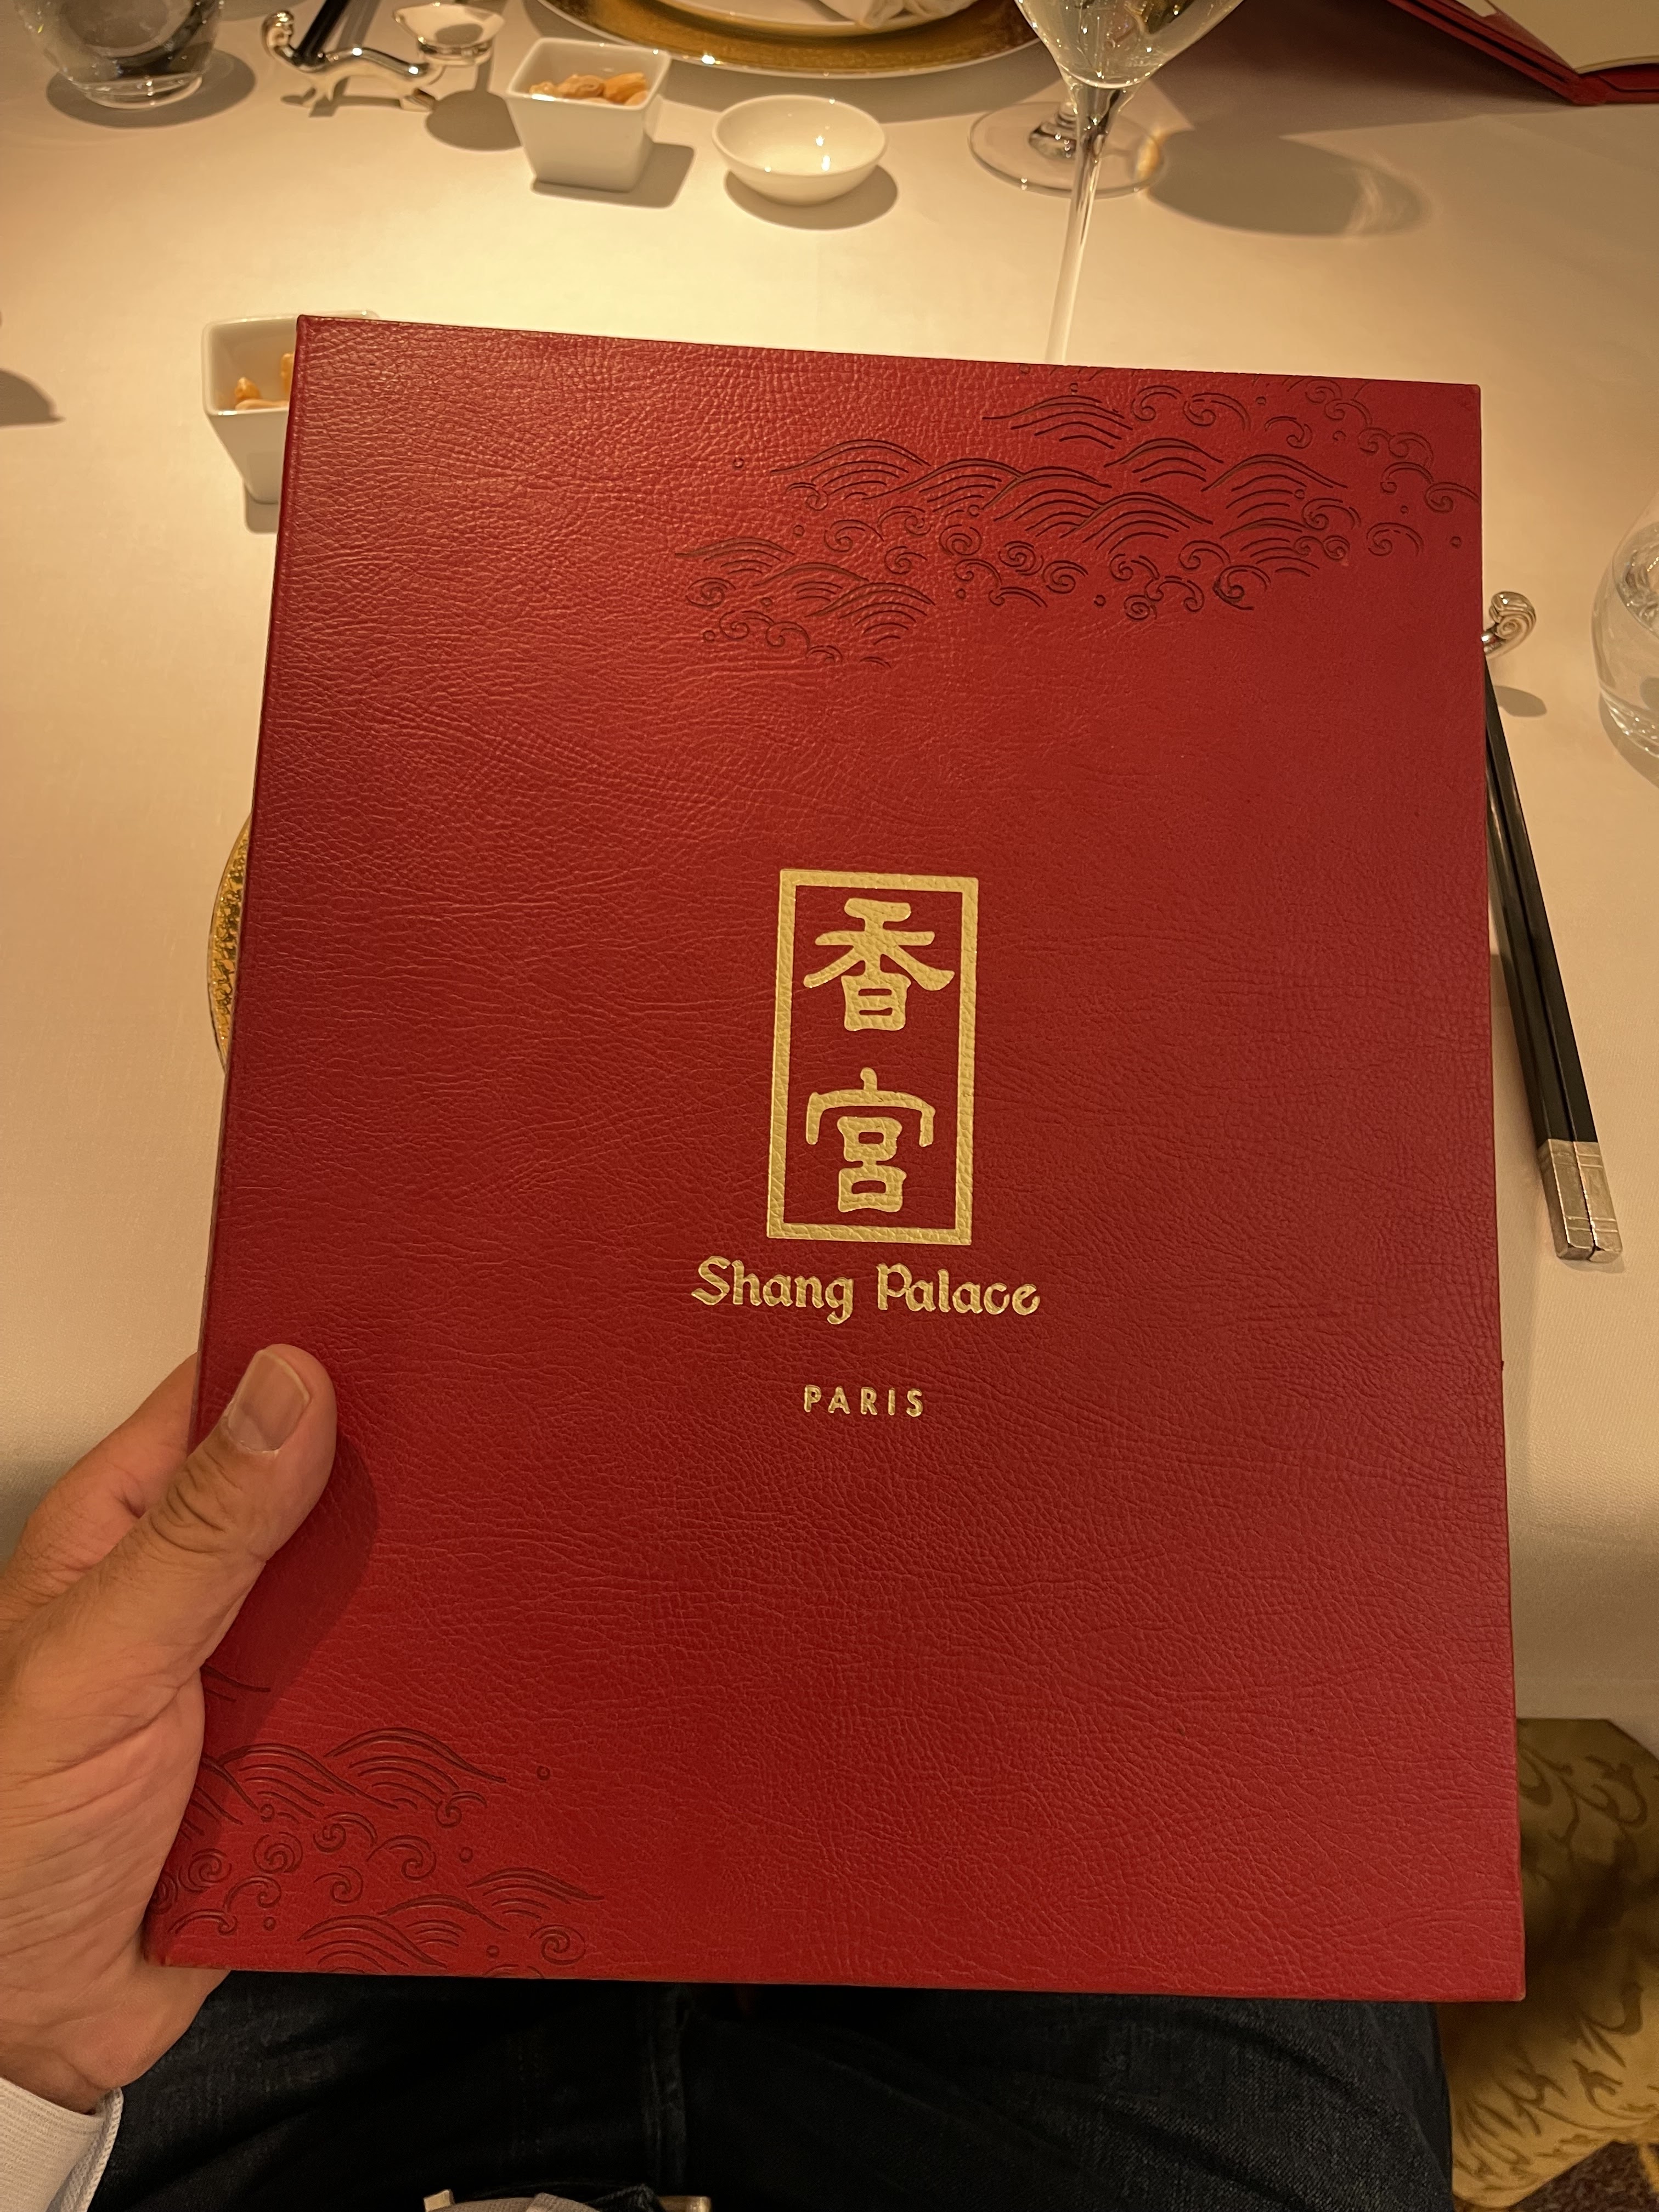 香
宮
Shang Palace
PARIS